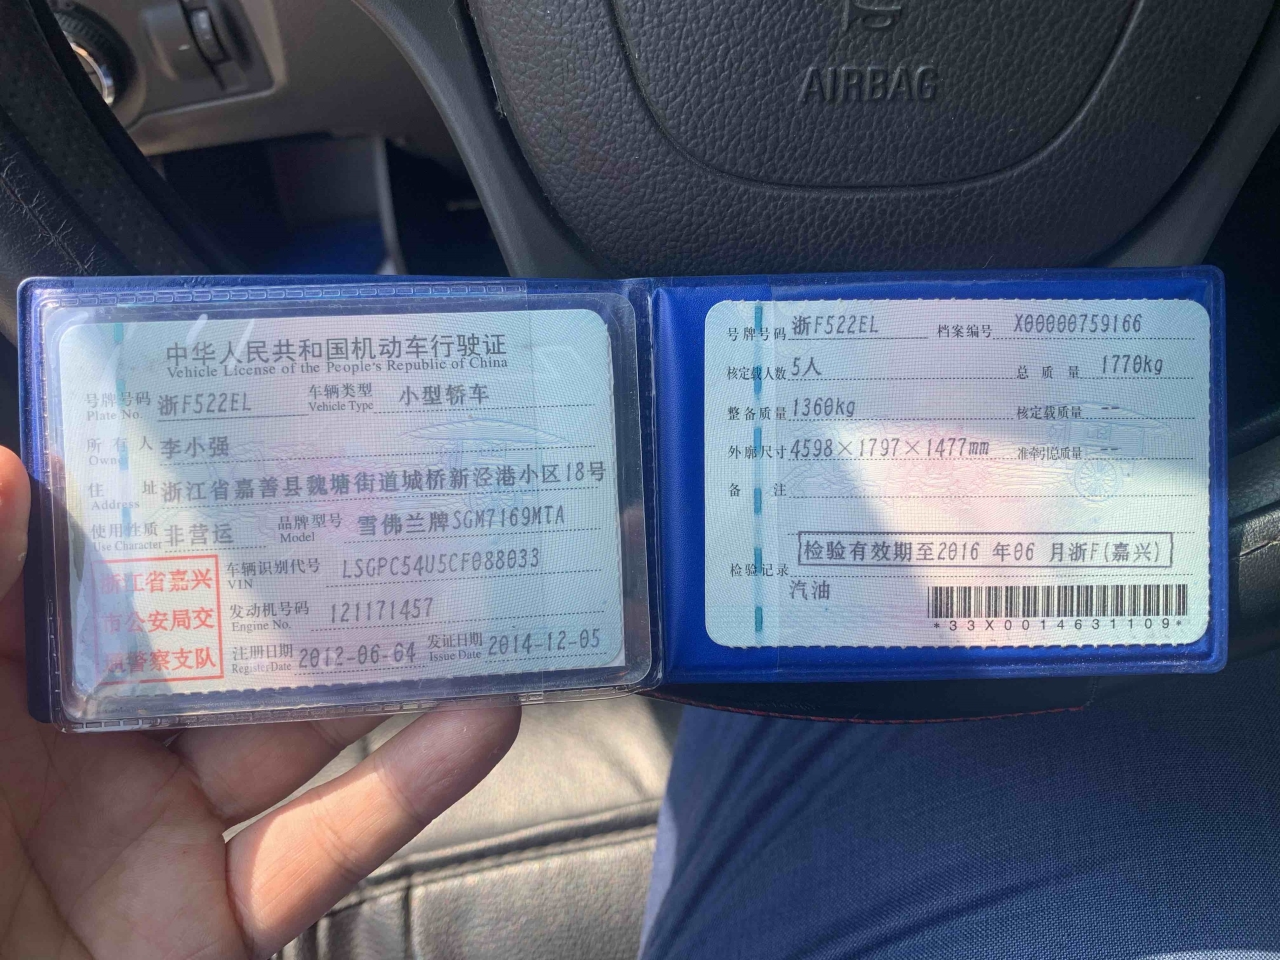 AIRBAG
中华人民共和国机动车行驶证
Vehicle License of the People's Republic of China
号牌号码 浙F522EL 车辆类型 小型轿车
Plate No. Vehicle Type
所有人 李小强
Owner
住址 浙江省嘉善县魏塘街道城桥新泾港小区18号
Address
使用性质 非营运 品牌型号 雪佛兰牌SGM7169MTA
Use Character Model
浙江省嘉兴
市公安局交
通警察支队
车辆识别代号 LSGPC54U5CF088033
VIN
发动机号码 121171457
Engine No.
注册日期 2012-06-04 发证日期 2014-12-05
Register Date Issue Date
号牌号码 浙F522EL 档案编号 X00000759166
核定载人数 5人 总质量 1770kg
整备质量 1360kg 核定载质量 --
外廓尺寸 4598×1797×1477mm 准牵引总质量 --
备注
检验有效期至2016 年06 月浙F(嘉兴)
检验记录
汽油
*33X0014631109*